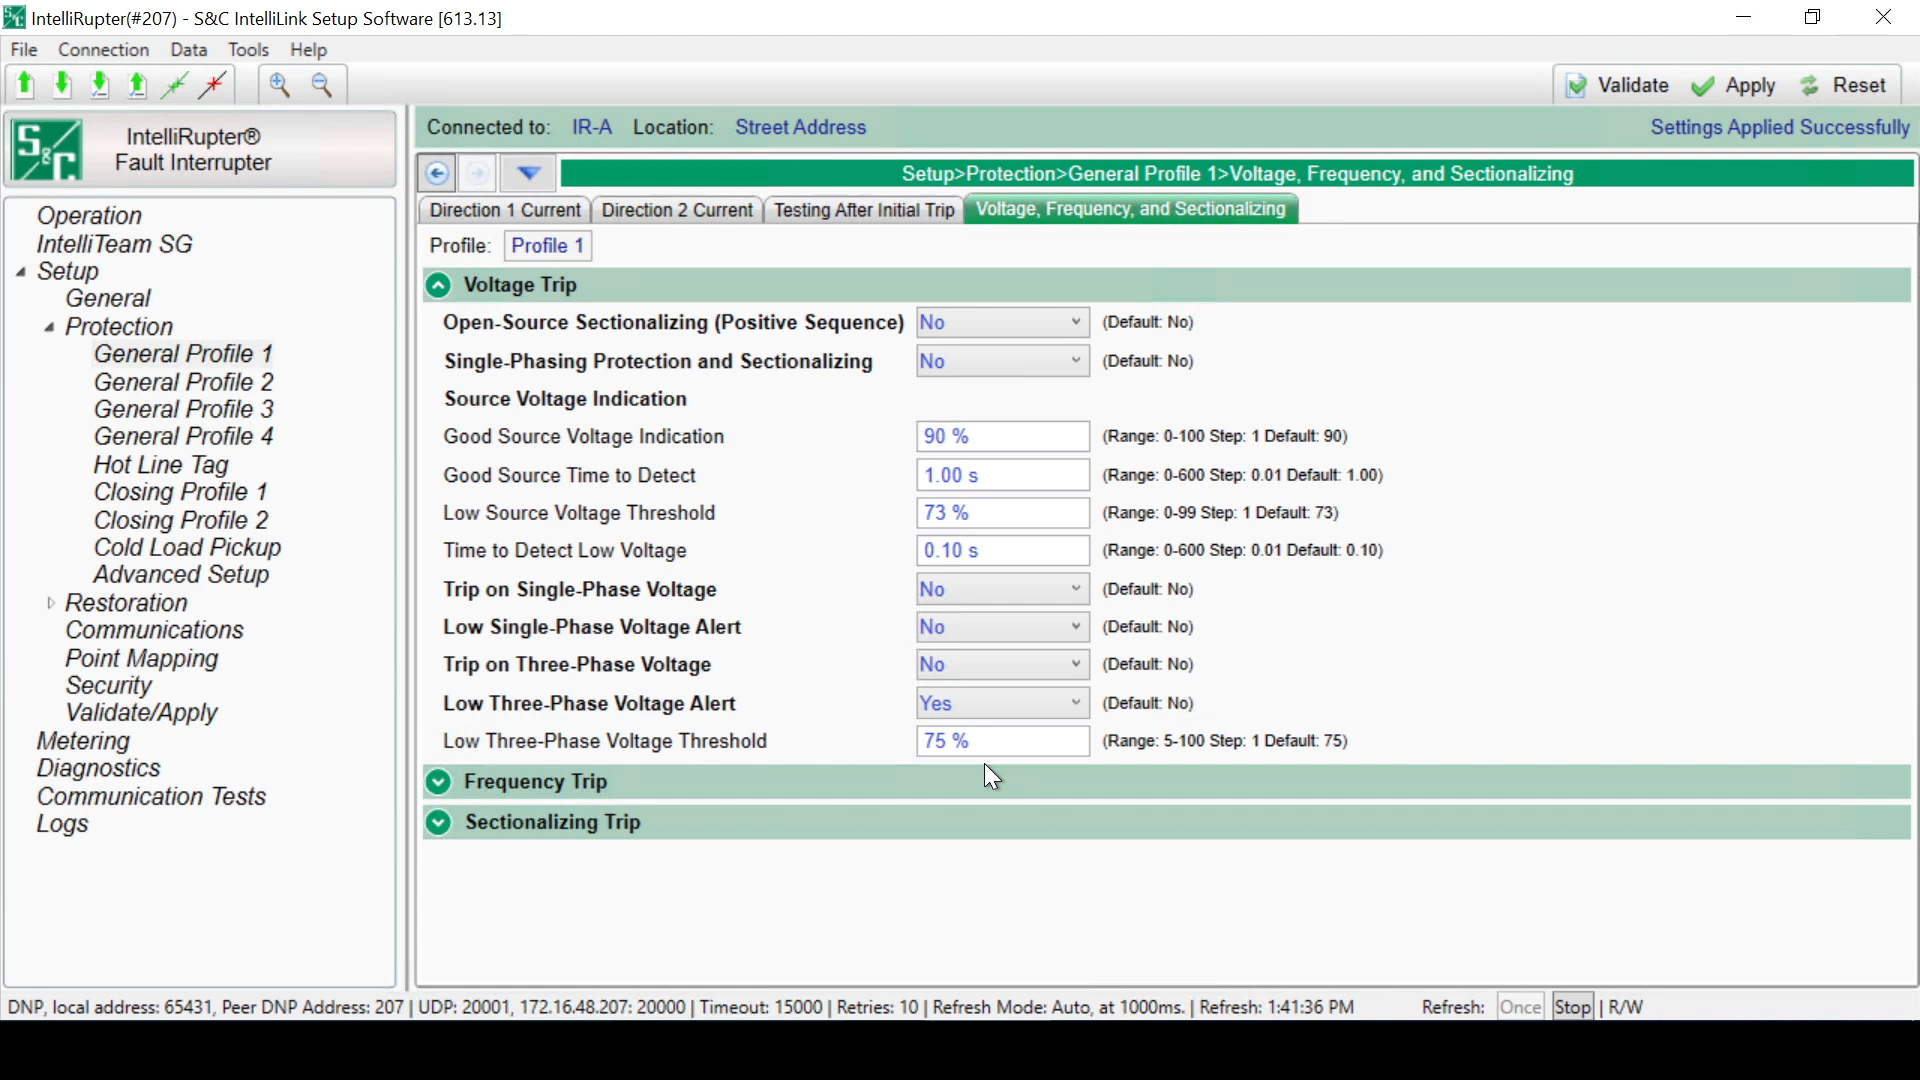 IntelliRupter(#207) - S&C IntelliLink Setup Software [613.13]
File Connection Data Tools Help
Validate Apply Reset
S&C
IntelliRupter®
Fault Interrupter
Connected to: IR-A Location: Street Address Settings Applied Successfully
Setup>Protection>General Profile 1>Voltage, Frequency, and Sectionalizing
Direction 1 Current Direction 2 Current Testing After Initial Trip Voltage, Frequency, and Sectionalizing
Profile: Profile 1
Operation
IntelliTeam SG
Setup
General
Protection
General Profile 1
General Profile 2
General Profile 3
General Profile 4
Hot Line Tag
Closing Profile 1
Closing Profile 2
Cold Load Pickup
Advanced Setup
Restoration
Communications
Point Mapping
Security
Validate/Apply
Metering
Diagnostics
Communication Tests
Logs
Voltage Trip
Open-Source Sectionalizing (Positive Sequence) No (Default: No)
Single-Phasing Protection and Sectionalizing No (Default: No)
Source Voltage Indication
Good Source Voltage Indication 90 % (Range: 0-100 Step: 1 Default: 90)
Good Source Time to Detect 1.00 s (Range: 0-600 Step: 0.01 Default: 1.00)
Low Source Voltage Threshold 73 % (Range: 0-99 Step: 1 Default: 73)
Time to Detect Low Voltage 0.10 s (Range: 0-600 Step: 0.01 Default: 0.10)
Trip on Single-Phase Voltage No (Default: No)
Low Single-Phase Voltage Alert No (Default: No)
Trip on Three-Phase Voltage No (Default: No)
Low Three-Phase Voltage Alert Yes (Default: No)
Low Three-Phase Voltage Threshold 75 % (Range: 5-100 Step: 1 Default: 75)
Frequency Trip
Sectionalizing Trip
DNP, local address: 65431, Peer DNP Address: 207 | UDP: 20001, 172.16.48.207: 20000 | Timeout: 15000 | Retries: 10 | Refresh Mode: Auto, at 1000ms. | Refresh: 1:41:36 PM Refresh: Once Stop | R/W